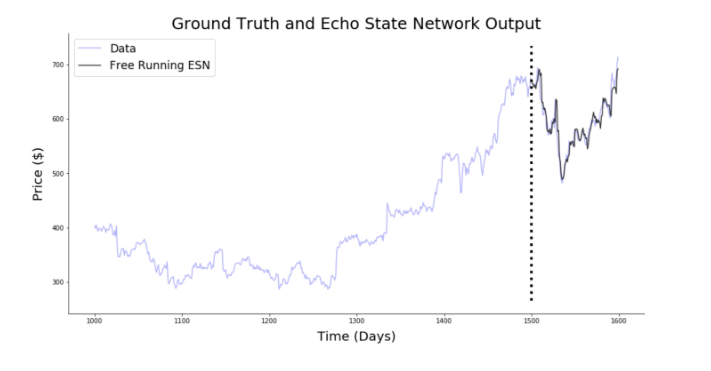 Ground Truth and Echo State Network Output
Data
Free Running ESN
700
600
500
400
300
Price ($)
1000 1100 1200 1300 1400 1500 1600
Time (Days)